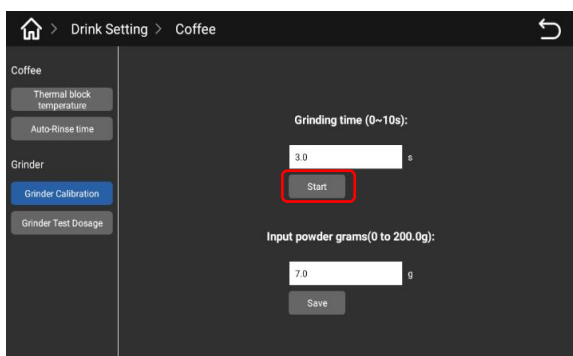 > Drink Setting > Coffee
Coffee
Thermal block
temperature
Auto-Rinse time
Grinder
Grinder Calibration
Grinder Test Dosage
Grinding time (0~10s):
3.0 s
Start
Input powder grams(0 to 200.0g):
7.0 g
Save